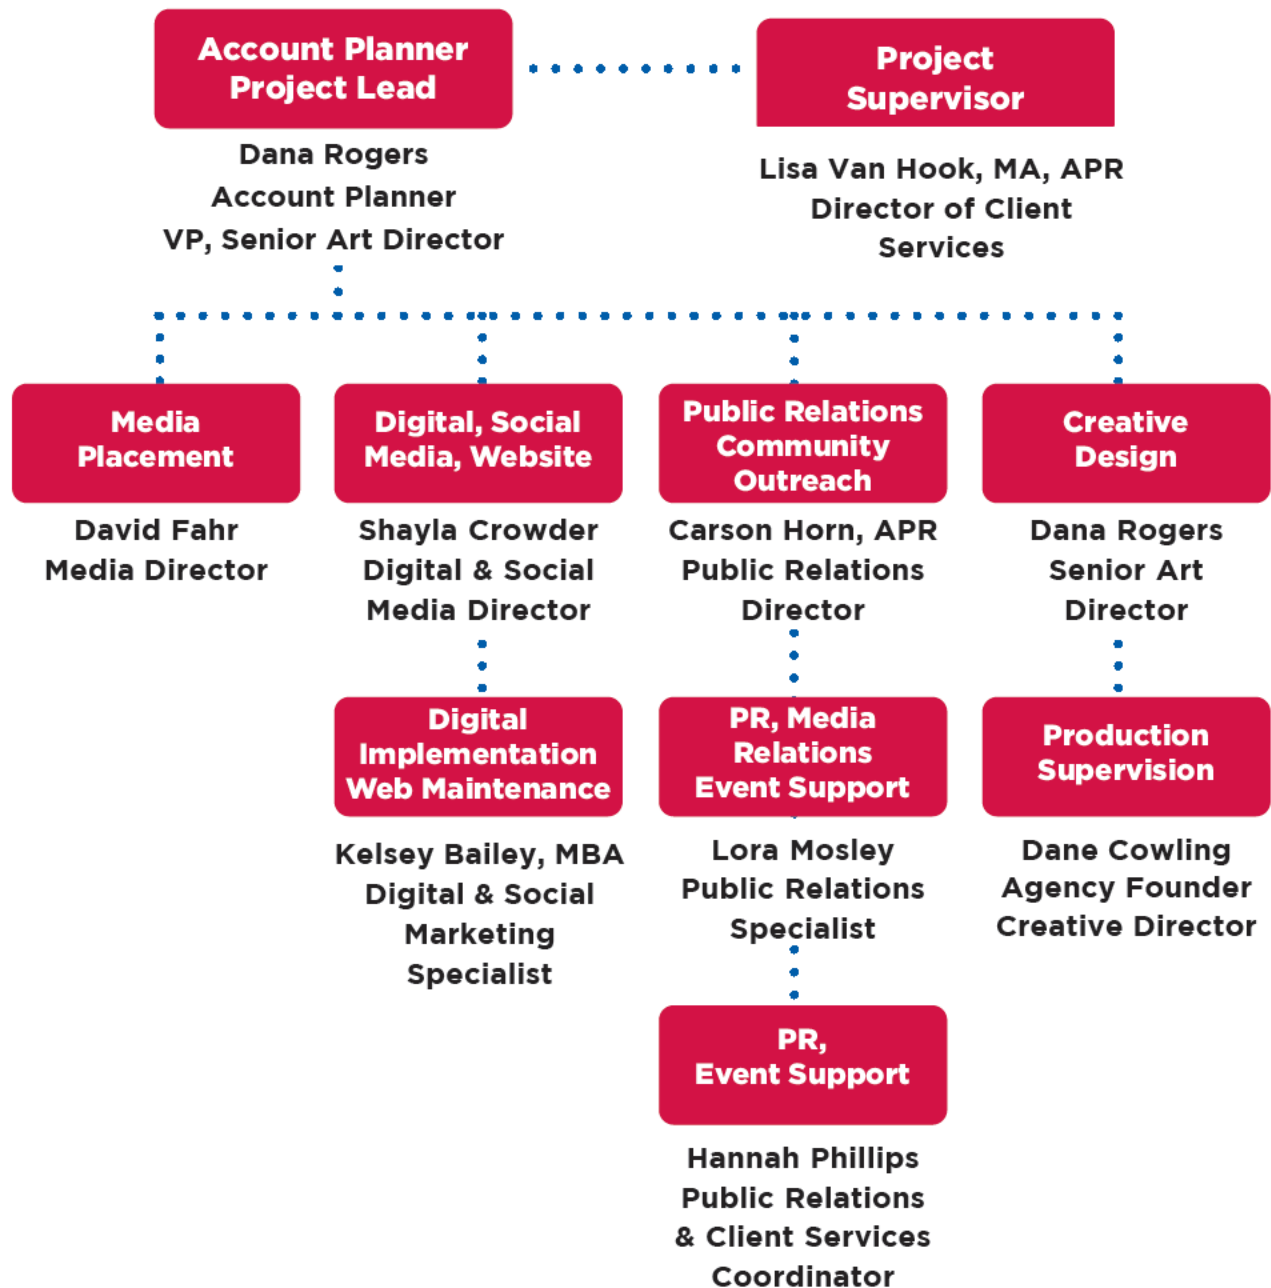 Account Planner
Project Lead
Dana Rogers
Account Planner
VP, Senior Art Director
Project
Supervisor
Lisa Van Hook, MA, APR
Director of Client
Services
Media
Placement
David Fahr
Media Director
Digital, Social
Media, Website
Shayla Crowder
Digital & Social
Media Director
Public Relations
Community
Outreach
Carson Horn, APR
Public Relations
Director
Creative
Design
Dana Rogers
Senior Art
Director
Digital
Implementation
Web Maintenance
Kelsey Bailey, MBA
Digital & Social
Marketing
Specialist
PR, Media
Relations
Event Support
Lora Mosley
Public Relations
Specialist
Production
Supervision
Dane Cowling
Agency Founder
Creative Director
PR,
Event Support
Hannah Phillips
Public Relations
& Client Services
Coordinator